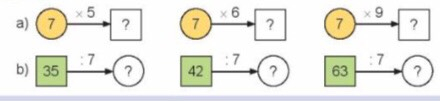 a) 7 × 5 ? 7 × 6 ? 7 × 9 ?
b) 35 : 7 ? 42 : 7 ? 63 : 7 ?